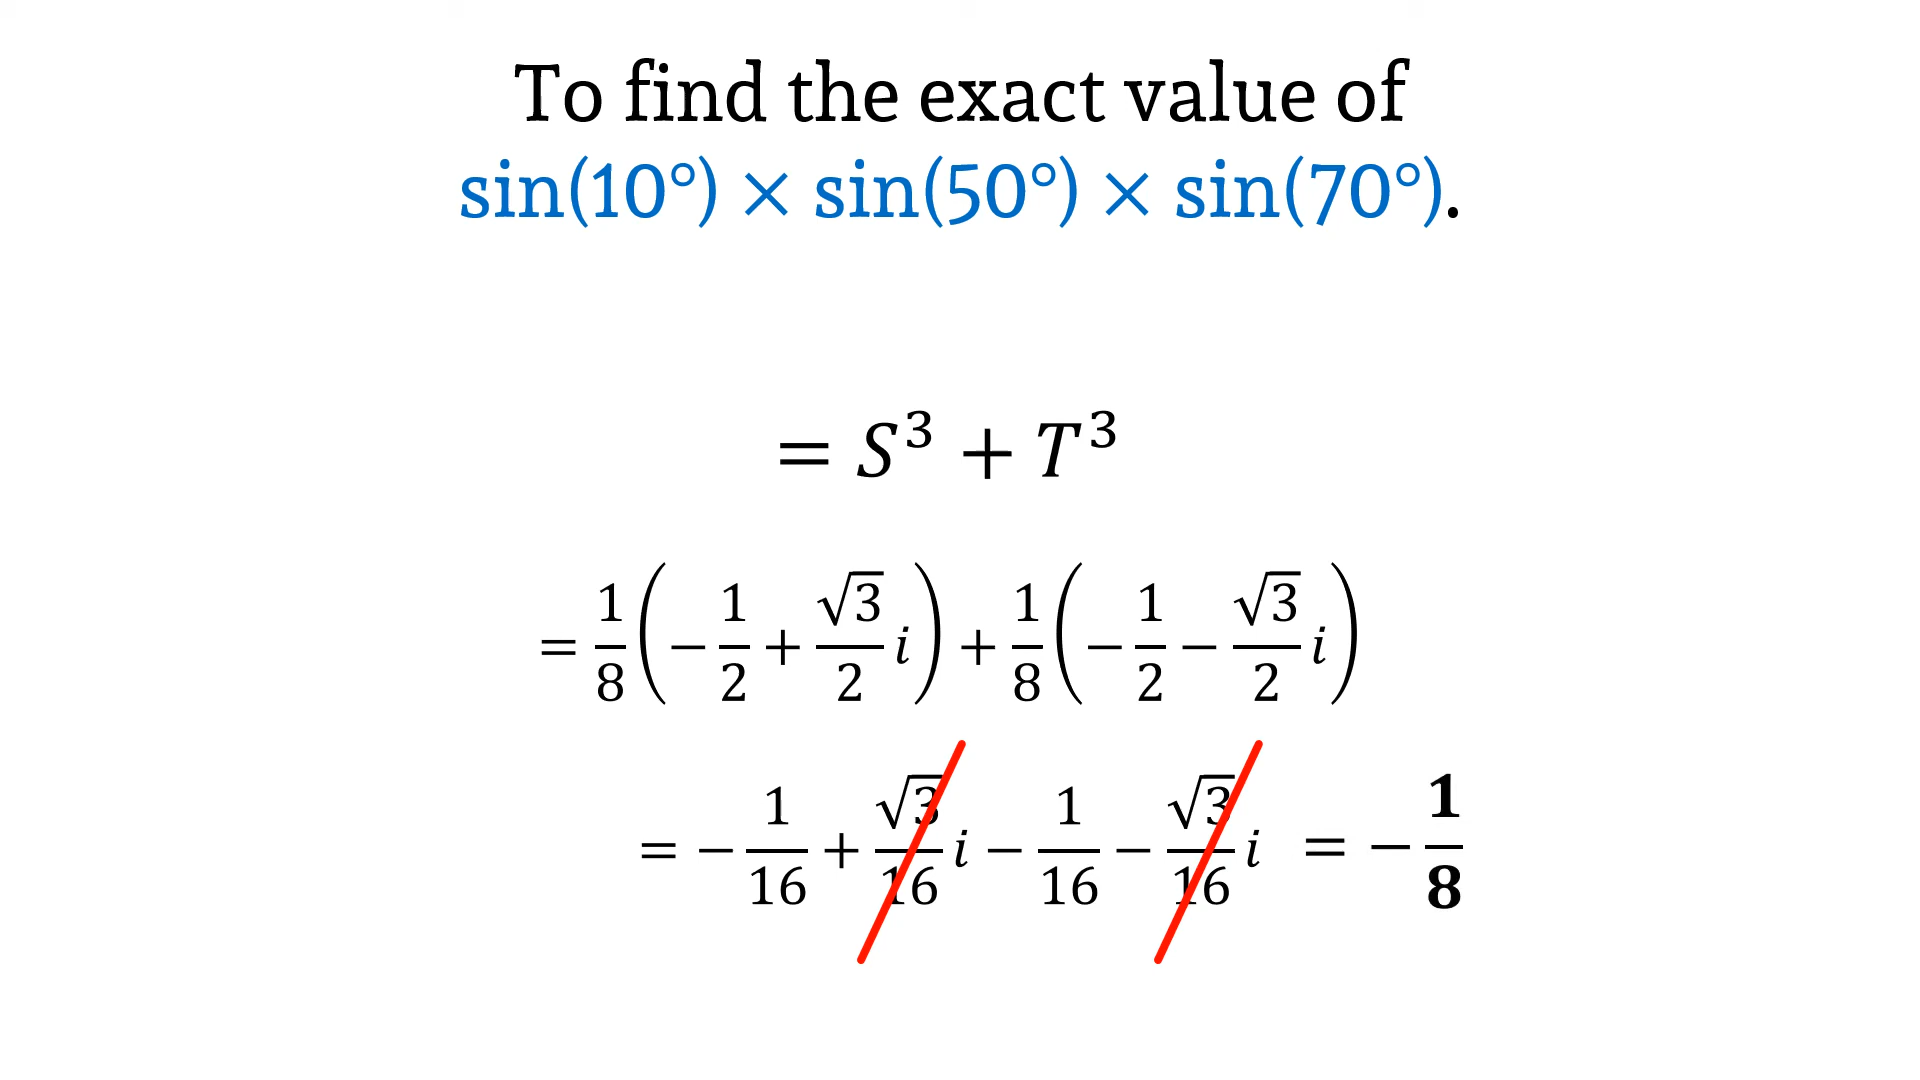 To find the exact value of
sin(10°) × sin(50°) × sin(70°).
= S³ + T³
= 1/8 (−1/2 + √3/2 i) + 1/8 (−1/2 − √3/2 i)
= −1/16 + √3/16 i − 1/16 − √3/16 i = −1/8